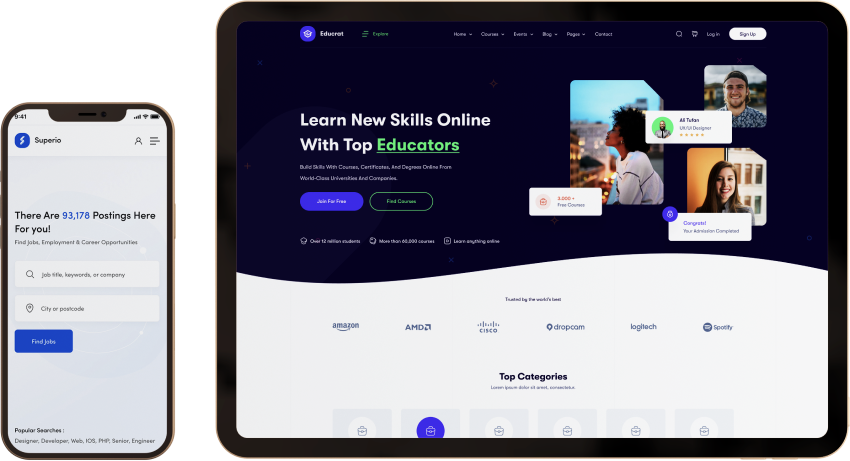 9:41
Superio
There Are 93,178 Postings Here
For you!
Find Jobs, Employment & Career Opportunities
Job title, keywords, or company
City or postcode
Find Jobs
Popular Searches :
Designer, Developer, Web, IOS, PHP, Senior, Engineer
Educrat
Explore
Home
Courses
Events
Blog
Pages
Contact
Log in
Sign Up
Learn New Skills Online
With Top Educators
Build Skills With Courses, Certificates, And Degrees Online From
World-Class Universities And Companies.
Join For Free
Find Courses
Over 12 million students
More than 60,000 courses
Learn anything online
Ali Tufan
UX/UI Designer
3.000 +
Free Courses
Congrats!
Your Admission Completed
Trusted by the world's best
amazon
AMD
CISCO
dropcam
logitech
Spotify
Top Categories
Lorem ipsum dolor sit amet, consectetur.